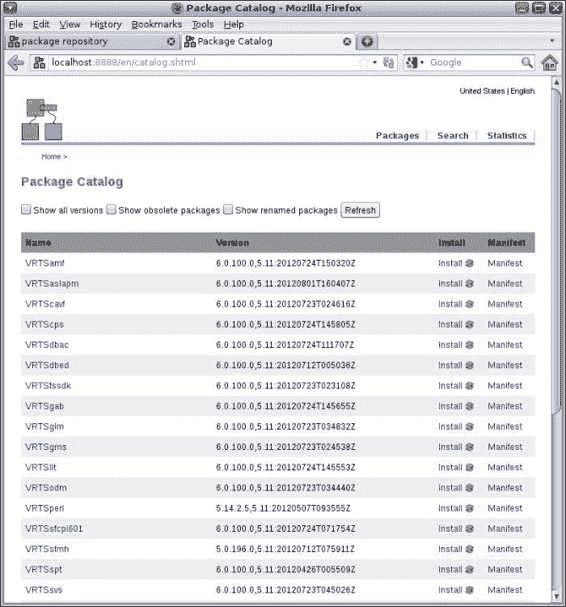 Package Catalog - Mozilla Firefox
File Edit View History Bookmarks Tools Help
package repository
Package Catalog
localhost:8888/en/catalog.shtml
Google
United States | English
Packages Search Statistics
Home >
Package Catalog
Show all versions Show obsolete packages Show renamed packages Refresh
Name Version Install Manifest
VRTSamf 6.0.100.0,5.11:20120724T150320Z Install Manifest
VRTSaslapm 6.0.100.0,5.11:20120801T160407Z Install Manifest
VRTScavf 6.0.100.0,5.11:20120723T024616Z Install Manifest
VRTScps 6.0.100.0,5.11:20120724T145805Z Install Manifest
VRTSdbac 6.0.100.0,5.11:20120724T111707Z Install Manifest
VRTSdbed 6.0.100.0,5.11:20120712T005036Z Install Manifest
VRTSfssdk 6.0.100.0,5.11:20120723T023108Z Install Manifest
VRTSgab 6.0.100.0,5.11:20120724T145655Z Install Manifest
VRTSglm 6.0.100.0,5.11:20120723T034832Z Install Manifest
VRTSgms 6.0.100.0,5.11:20120723T024538Z Install Manifest
VRTSllt 6.0.100.0,5.11:20120724T145553Z Install Manifest
VRTSodm 6.0.100.0,5.11:20120723T034440Z Install Manifest
VRTSperl 5.14.2.5,5.11:20120507T093555Z Install Manifest
VRTSsfcpi601 6.0.100.0,5.11:20120724T071754Z Install Manifest
VRTSsfmh 5.0.196.0,5.11:20120712T075911Z Install Manifest
VRTSspt 6.0.100.0,5.11:20120426T005509Z Install Manifest
VRTSsvs 6.0.100.0,5.11:20120723T045026Z Install Manifest